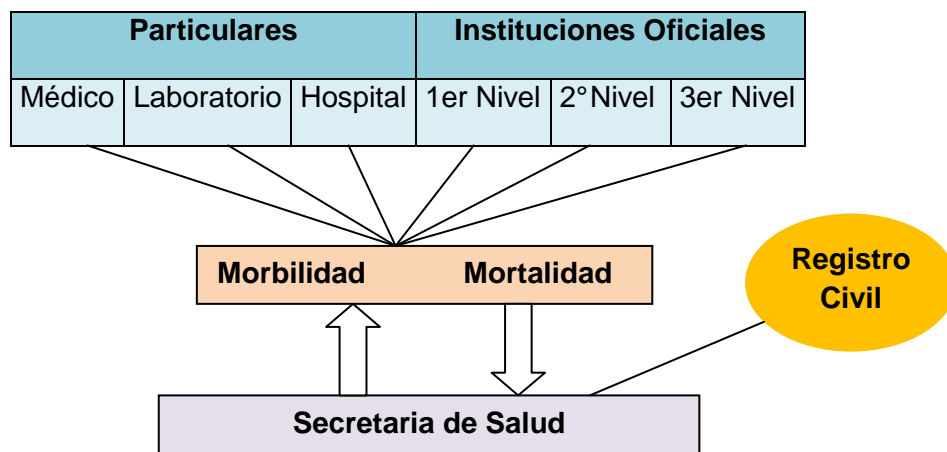 Particulares Instituciones Oficiales
Médico Laboratorio Hospital 1er Nivel 2° Nivel 3er Nivel
Morbilidad Mortalidad
Registro
Civil
Secretaria de Salud